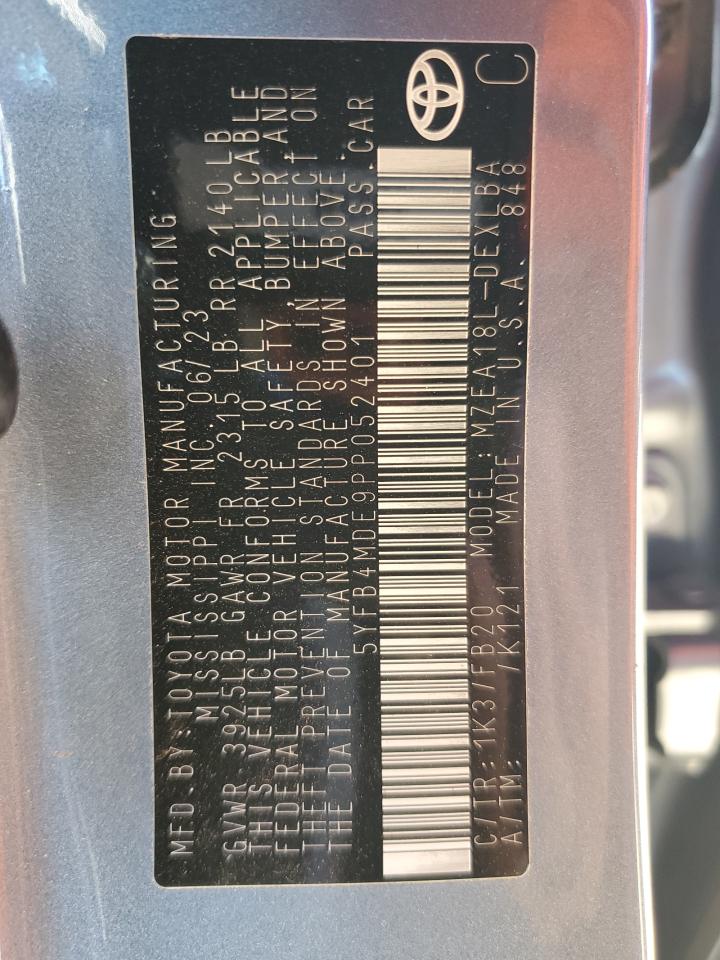 MFD.BY: TOYOTA MOTOR MANUFACTURING
MISSISSIPPI INC. 06/23
GVWR 3925LB GAWR FR 2315 LB RR 2140 LB
THIS VEHICLE CONFORMS TO ALL APPLICABLE
FEDERAL MOTOR VEHICLE SAFETY, BUMPER, AND
THEFT PREVENTION STANDARDS IN EFFECT ON
THE DATE OF MANUFACTURE SHOWN ABOVE.
5YFB4MDE9PP052401 PASS.CAR
C/TR: 1K3/FB20 MODEL: MZEA18L-DEXLBA
A/TM: /K121 MADE IN U.S.A. 848
C